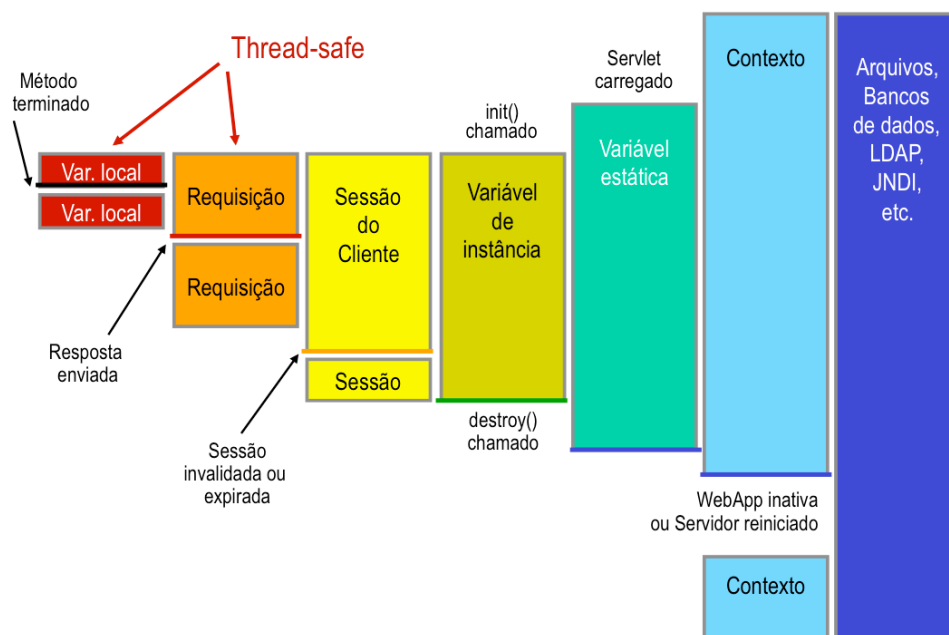 Thread-safe
Método
terminado
Var. local
Var. local
Requisição
Requisição
Resposta
enviada
Sessão
do
Cliente
Sessão
Sessão
invalidada ou
expirada
init()
chamado
Variável
de
instância
destroy()
chamado
Servlet
carregado
Variável
estática
Contexto
WebApp inativa
ou Servidor reiniciado
Contexto
Arquivos,
Bancos
de dados,
LDAP,
JNDI,
etc.